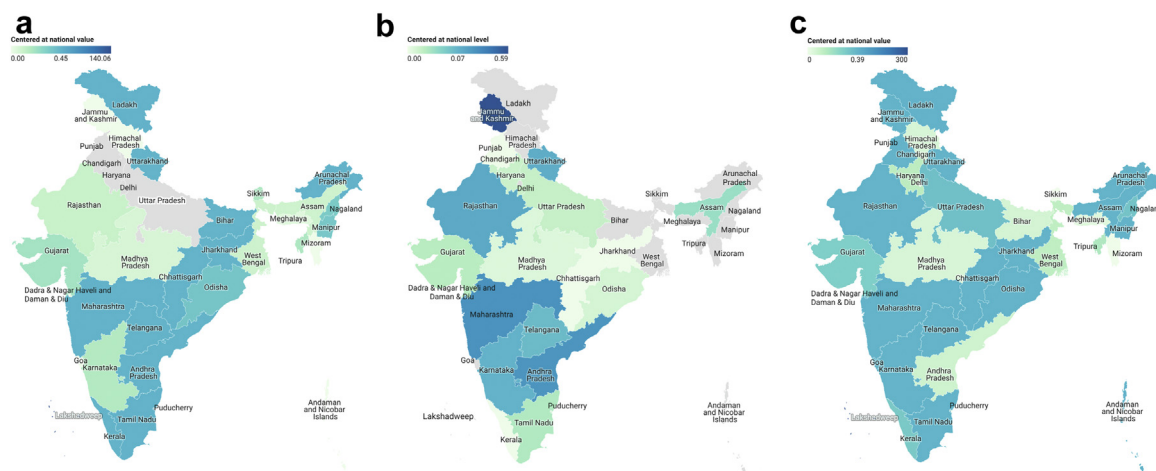 a
Centered at national value
0.00 0.45 140.06
Ladakh
Jammu
and Kashmir
Himachal
Pradesh
Punjab
Chandigarh
Uttarakhand
Haryana
Delhi
Arunachal
Pradesh
Sikkim
Rajasthan
Uttar Pradesh
Assam
Nagaland
Meghalaya
Bihar
Manipur
Gujarat
Jharkhand
West
Bengal
Mizoram
Madhya
Pradesh
Tripura
Chhattisgarh
Dadra & Nagar Haveli and
Daman & Diu
Odisha
Maharashtra
Telangana
Goa
Karnataka
Andhra
Pradesh
Puducherry
Andaman
and Nicobar
Islands
Lakshadweep
Tamil Nadu
Kerala
b
Centered at national level
0.00 0.07 0.59
Ladakh
Jammu
and Kashmir
Himachal
Pradesh
Punjab
Chandigarh
Uttarakhand
Haryana
Delhi
Arunachal
Pradesh
Sikkim
Rajasthan
Uttar Pradesh
Assam
Nagaland
Meghalaya
Bihar
Manipur
Tripura
Gujarat
Jharkhand
West
Bengal
Mizoram
Madhya
Pradesh
Chhattisgarh
Dadra & Nagar Haveli and
Daman & Diu
Odisha
Maharashtra
Telangana
Goa
Karnataka
Andhra
Pradesh
Puducherry
Andaman
and Nicobar
Islands
Lakshadweep
Tamil Nadu
Kerala
c
Centered at national value
0 0.39 300
Ladakh
Jammu
and Kashmir
Himachal
Pradesh
Punjab
Chandigarh
Uttarakhand
Haryana
Delhi
Arunachal
Pradesh
Sikkim
Rajasthan
Uttar Pradesh
Assam
Nagaland
Meghalaya
Bihar
Manipur
Gujarat
Jharkhand
West
Bengal
Tripura
Mizoram
Madhya
Pradesh
Chhattisgarh
Dadra & Nagar Haveli and
Daman & Diu
Odisha
Maharashtra
Telangana
Goa
Karnataka
Andhra
Pradesh
Puducherry
Andaman
and Nicobar
Islands
Lakshadweep
Tamil Nadu
Kerala